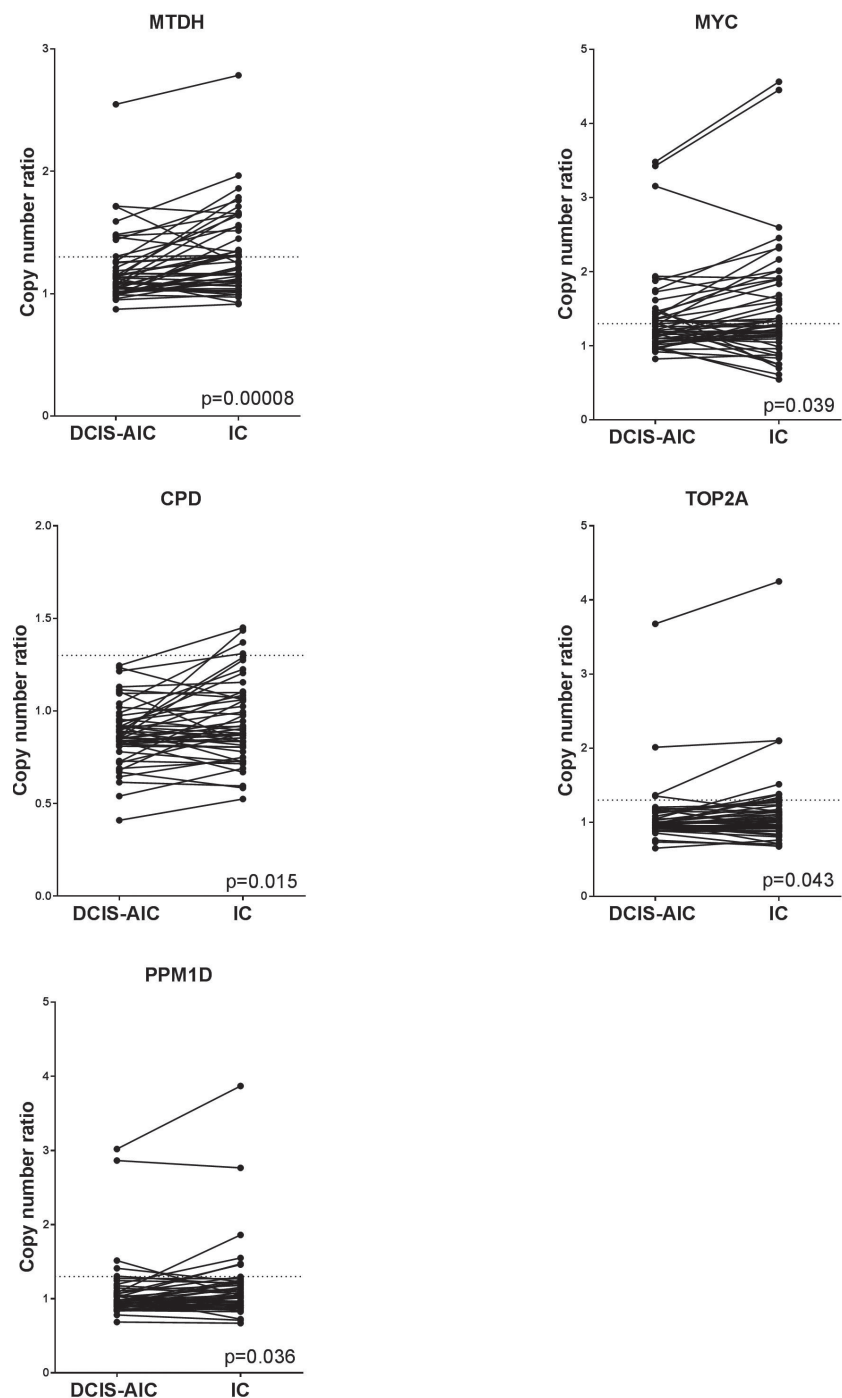 MTDH
3
2
1
0
Copy number ratio
p=0.00008
DCIS-AIC IC
MYC
5
4
3
2
1
0
Copy number ratio
p=0.039
DCIS-AIC IC
CPD
2.0
1.5
1.0
0.5
0.0
Copy number ratio
p=0.015
DCIS-AIC IC
TOP2A
5
4
3
2
1
0
Copy number ratio
p=0.043
DCIS-AIC IC
PPM1D
5
4
3
2
1
0
Copy number ratio
p=0.036
DCIS-AIC IC